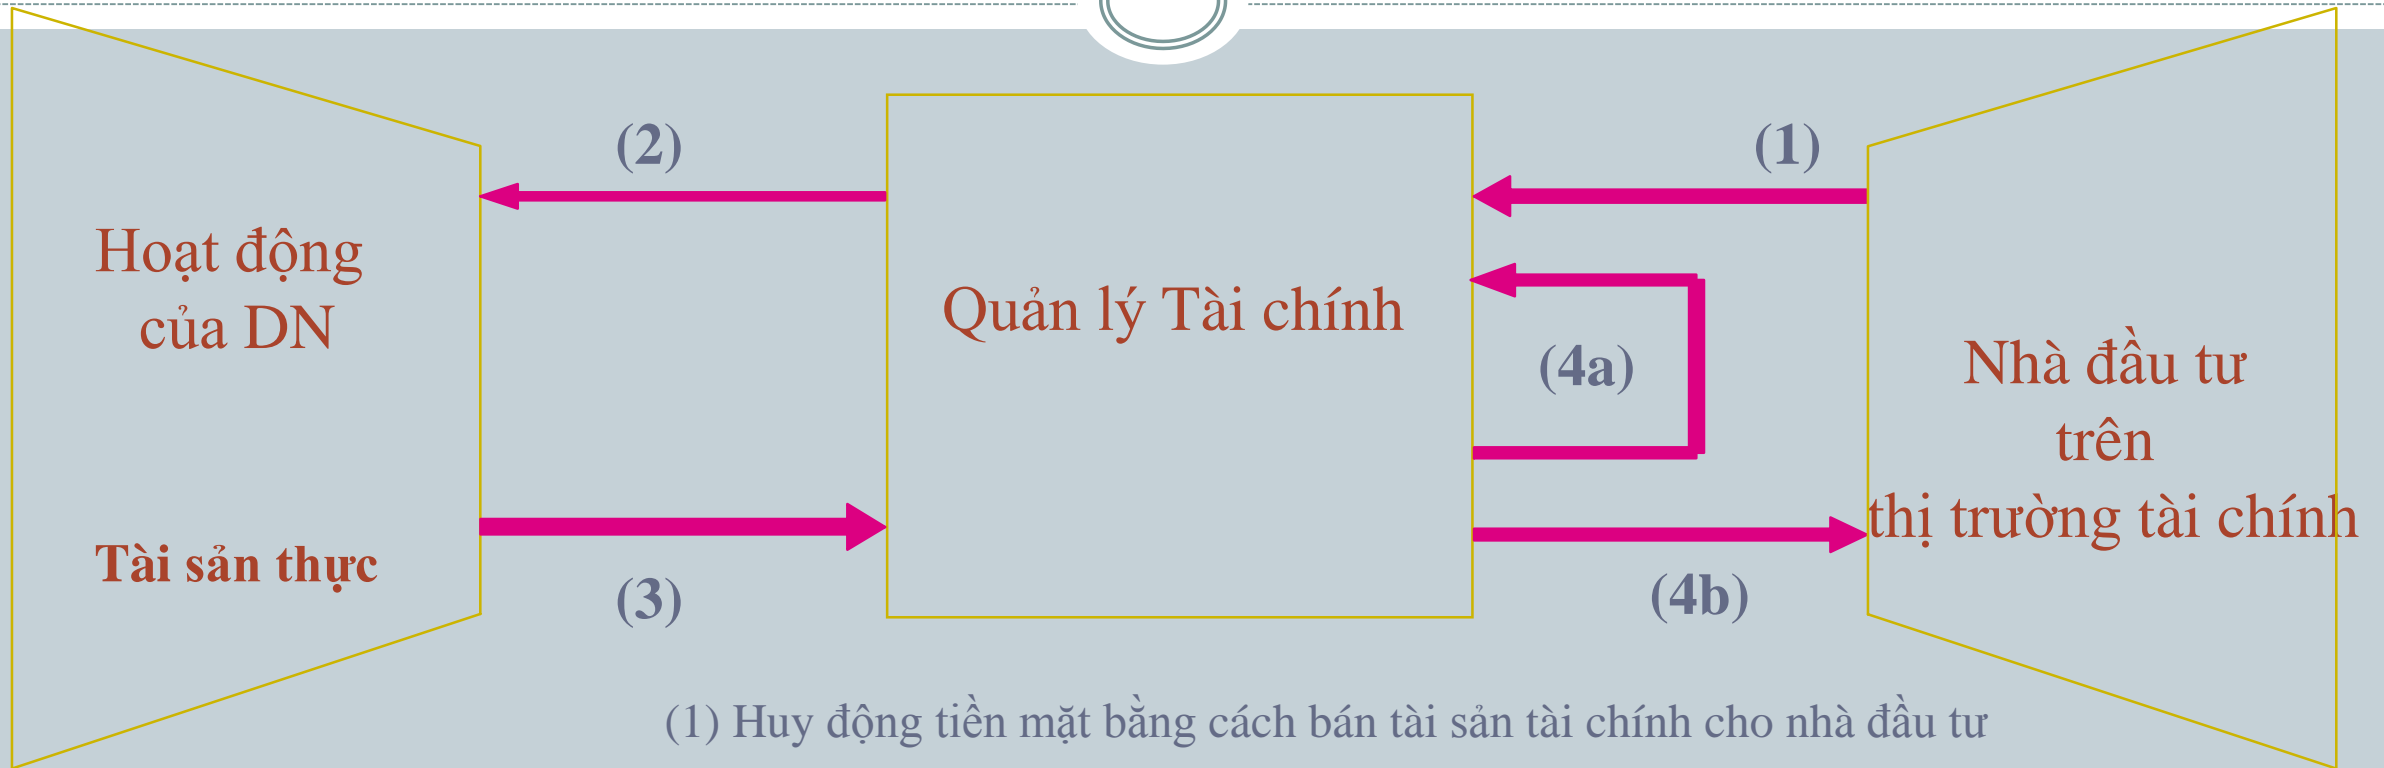 Hoạt động
của DN
Tài sản thực
(2)
(3)
Quản lý Tài chính
(1)
(4a)
(4b)
Nhà đầu tư
trên
thị trường tài chính
(1) Huy động tiền mặt bằng cách bán tài sản tài chính cho nhà đầu tư